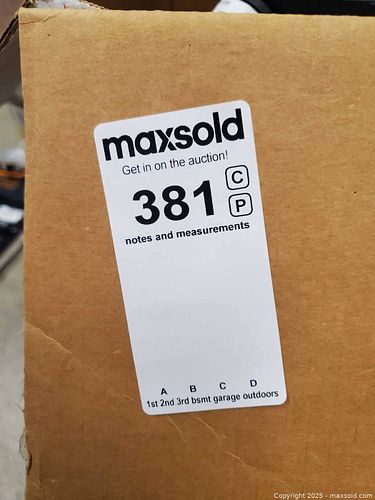 maxsold
Get in on the auction!
381 C
P
notes and measurements
A B C D
1st 2nd 3rd bsmt garage outdoors
Copyright 2025 - maxsold.com